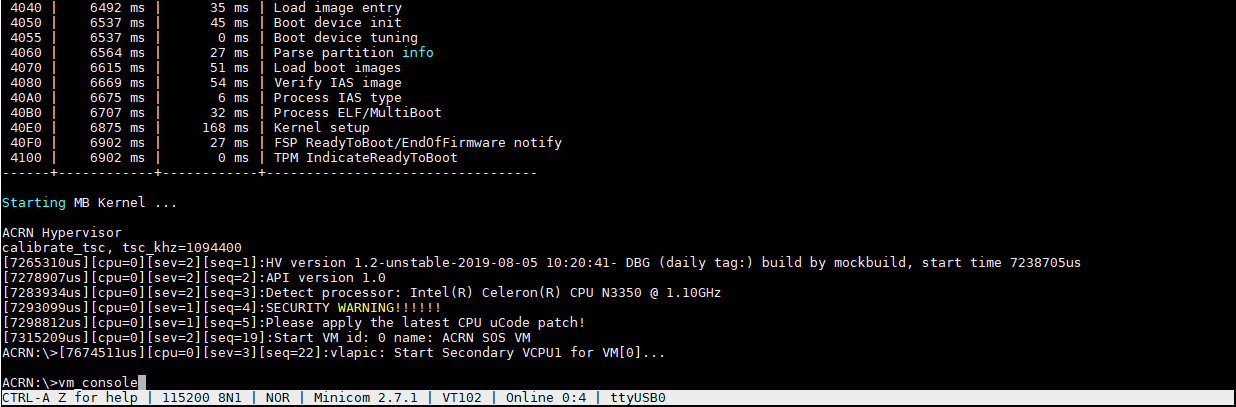 4040 | 6492 ms | 35 ms | Load image entry
4050 | 6537 ms | 45 ms | Boot device init
4055 | 6537 ms | 0 ms | Boot device tuning
4060 | 6564 ms | 27 ms | Parse partition info
4070 | 6615 ms | 51 ms | Load boot images
4080 | 6669 ms | 54 ms | Verify IAS image
40A0 | 6675 ms | 6 ms | Process IAS type
40B0 | 6707 ms | 32 ms | Process ELF/MultiBoot
40E0 | 6875 ms | 168 ms | Kernel setup
40F0 | 6902 ms | 27 ms | FSP ReadyToBoot/EndOfFirmware notify
4100 | 6902 ms | 0 ms | TPM IndicateReadyToBoot
------+------------+------------+----------------------------------
Starting MB Kernel ...
ACRN Hypervisor
calibrate_tsc, tsc_khz=1094400
[7265310us][cpu=0][sev=2][seq=1]:HV version 1.2-unstable-2019-08-05 10:20:41- DBG (daily tag:) build by mockbuild, start time 7238705us
[7278907us][cpu=0][sev=2][seq=2]:API version 1.0
[7283934us][cpu=0][sev=2][seq=3]:Detect processor: Intel(R) Celeron(R) CPU N3350 @ 1.10GHz
[7293099us][cpu=0][sev=1][seq=4]:SECURITY WARNING!!!!!!
[7298812us][cpu=0][sev=1][seq=5]:Please apply the latest CPU uCode patch!
[7315209us][cpu=0][sev=2][seq=19]:Start VM id: 0 name: ACRN SOS VM
ACRN:\>[7674511us][cpu=0][sev=3][seq=22]:vlapic: Start Secondary VCPU1 for VM[0]...
ACRN:\>vm_console
CTRL-A Z for help | 115200 8N1 | NOR | Minicom 2.7.1 | VT102 | Online 0:4 | ttyUSB0